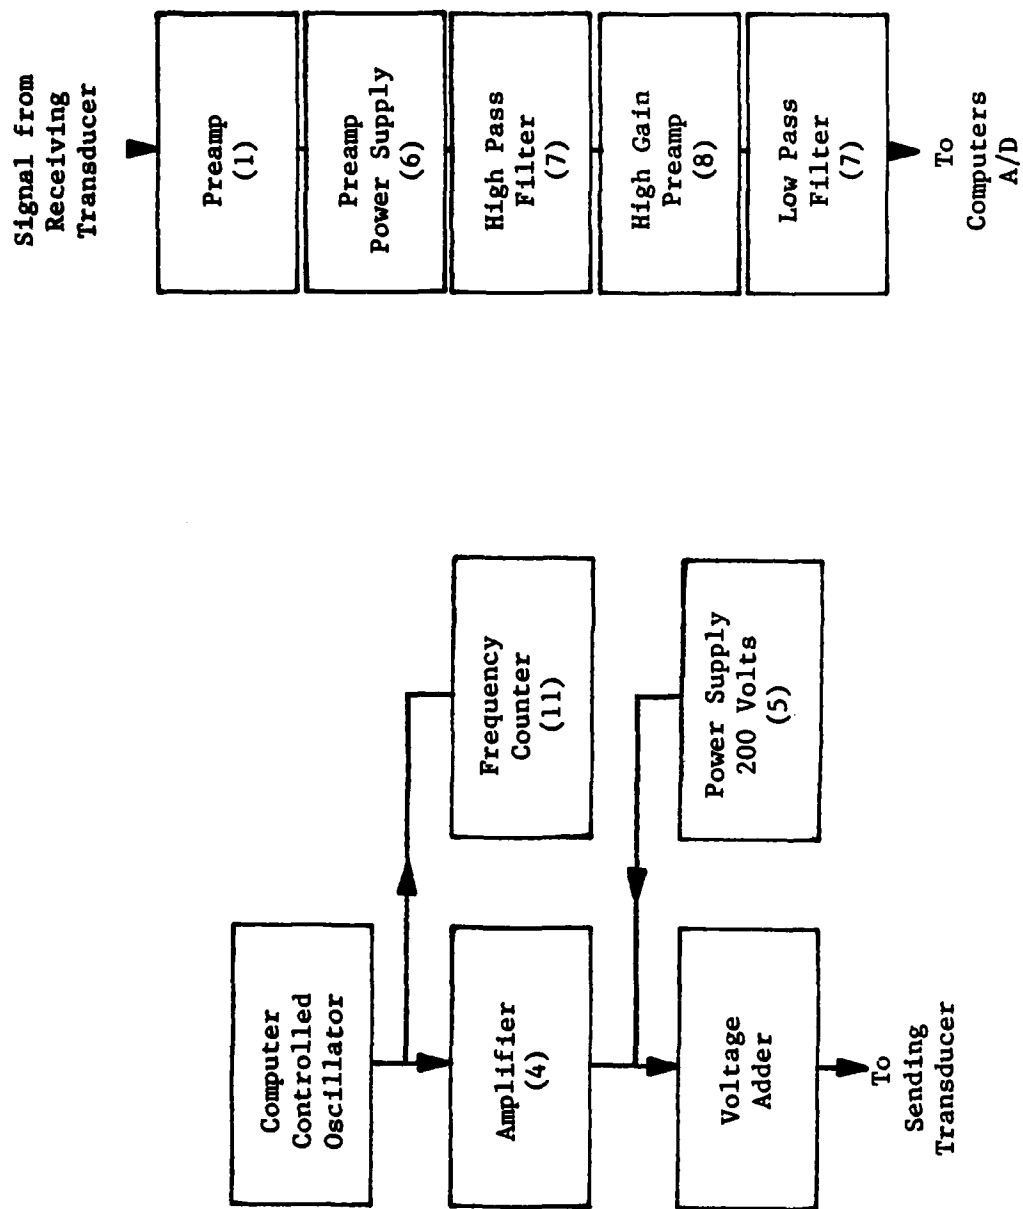 Computer
Controlled
Oscillator
Amplifier
(4)
Voltage
Adder
To
Sending
Transducer
Frequency
Counter
(11)
Power Supply
200 Volts
(5)
Signal from
Receiving
Transducer
Preamp
(1)
Preamp
Power Supply
(6)
High Pass
Filter
(7)
High Gain
Preamp
(8)
Low Pass
Filter
(7)
To
Computers
A/D